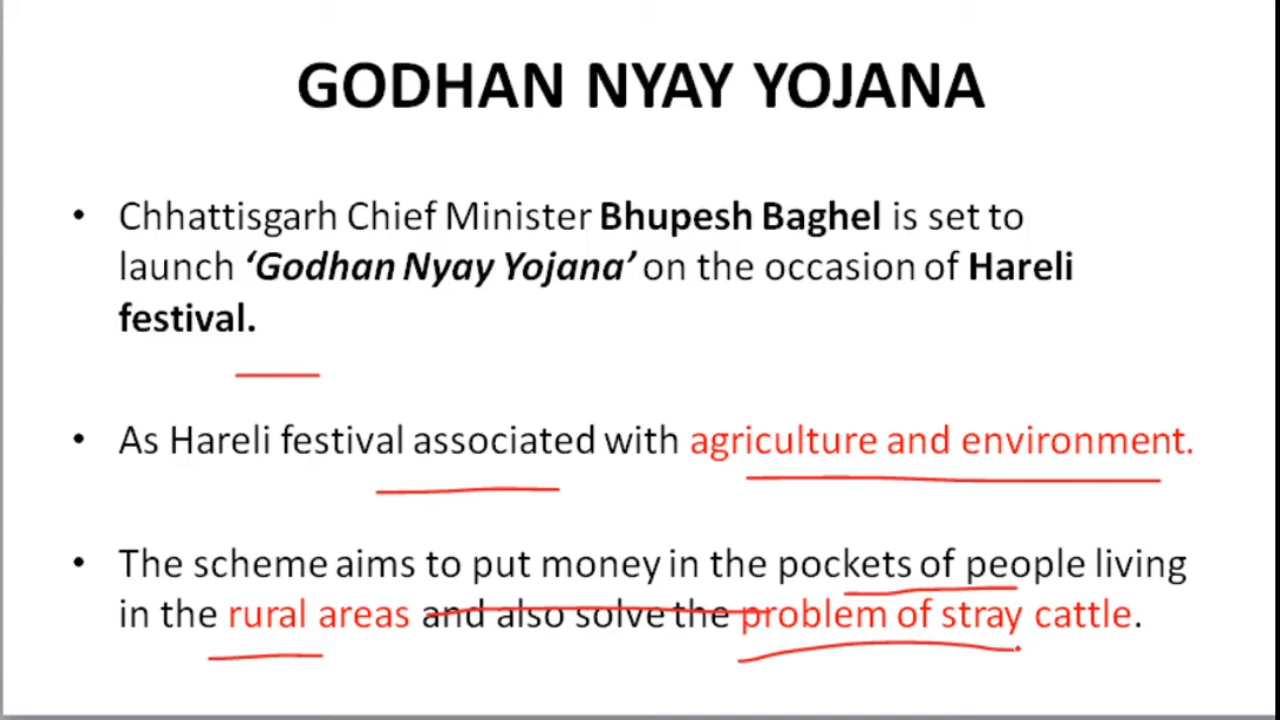 GODHAN NYAY YOJANA
• Chhattisgarh Chief Minister Bhupesh Baghel is set to
launch ‘Godhan Nyay Yojana’ on the occasion of Hareli
festival.
• As Hareli festival associated with agriculture and environment.
• The scheme aims to put money in the pockets of people living
in the rural areas and also solve the problem of stray cattle.